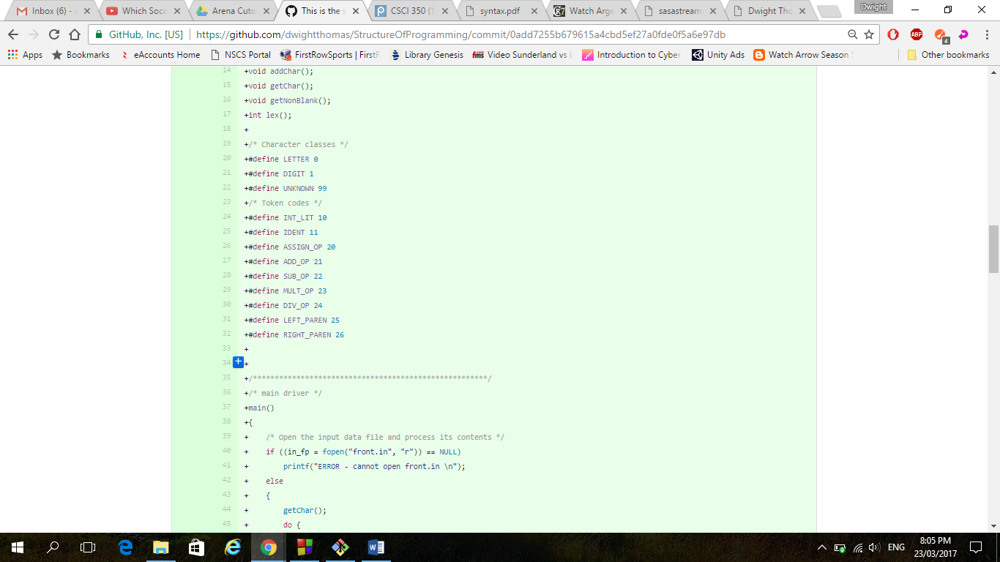 Inbox (6) - c
Which Socc
Arena Cuto
This is the s
CSCI 350 (1
syntax.pdf
Watch Arge
sasastream
Dwight Tho
Dwight
GitHub, Inc. [US]
https://github.com/dwightthomas/StructureOfProgramming/commit/0add7255b679615a4cbd5ef27a0fde0f5a6e97db
ABP
4
Apps
Bookmarks
eAccounts Home
NSCS Portal
FirstRowSports | FirstR
Library Genesis
Video Sunderland vs L
Introduction to Cyber
Unity Ads
Watch Arrow Season 5
Other bookmarks
14 +void addChar();
15 +void getChar();
16 +void getNonBlank();
17 +int lex();
18 +
19 +/* Character classes */
20 +#define LETTER 0
21 +#define DIGIT 1
22 +#define UNKNOWN 99
23 +/* Token codes */
24 +#define INT_LIT 10
25 +#define IDENT 11
26 +#define ASSIGN_OP 20
27 +#define ADD_OP 21
28 +#define SUB_OP 22
29 +#define MULT_OP 23
30 +#define DIV_OP 24
31 +#define LEFT_PAREN 25
32 +#define RIGHT_PAREN 26
33 +
34 +
35 +/******************************************************/
36 +/* main driver */
37 +main()
38 +{
39 +    /* Open the input data file and process its contents */
40 +    if ((in_fp = fopen("front.in", "r")) == NULL)
41 +        printf("ERROR - cannot open front.in \n");
42 +    else
43 +    {
44 +        getChar();
45 +        do {
ENG
8:05 PM
23/03/2017